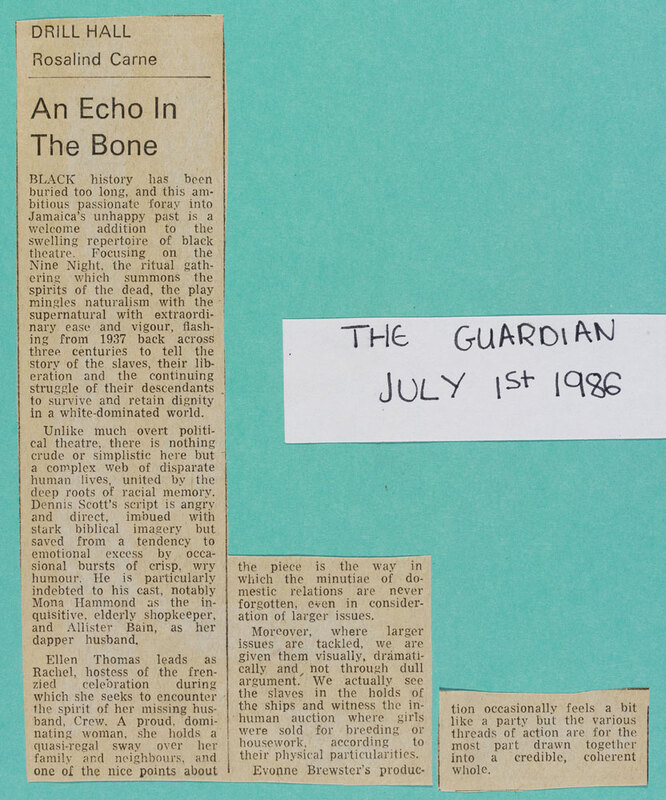 DRILL HALL
Rosalind Carne
An Echo In
The Bone
BLACK history has been
buried too long, and this am-
bitious passionate foray into
Jamaica's unhappy past is a
welcome addition to the
swelling repertoire of black
theatre. Focusing on the
Nine Night, the ritual gath-
ering which summons the
spirits of the dead, the play
mingles naturalism with the
supernatural with extraordi-
nary ease and vigour, flash-
ing from 1937 back across
three centuries to tell the
story of the slaves, their lib-
eration and the continuing
struggle of their descendants
to survive and retain dignity
in a white-dominated world.
Unlike much overt politi-
cal theatre, there is nothing
crude or simplistic here but
a complex web of disparate
human lives, united by the
deep roots of racial memory.
Dennis Scott's script is angry
and direct, imbued with
stark biblical imagery but
saved from a tendency to
emotional excess by occa-
sional bursts of crisp, wry
humour. He is particularly
indebted to his cast, notably
Mona Hammond as the in-
quisitive, elderly shopkeeper,
and Allister Bain, as her
dapper husband.
Ellen Thomas leads as
Rachel, hostess of the fren-
zied celebration during
which she seeks to encounter
the spirit of her missing hus-
band, Crew. A proud, domi-
nating woman, she holds a
quasi-regal sway over her
family and neighbours, and
one of the nice points about
the piece is the way in
which the minutiae of do-
mestic relations are never
forgotten, even in consider-
ation of larger issues.
Moreover, where larger
issues are tackled, we are
given them visually, dramati-
cally and not through dull
argument. We actually see
the slaves in the holds of
the ships and witness the in-
human auction where girls
were sold for breeding or
housework, according to
their physical particularities.
Evonne Brewster's produc-
tion occasionally feels a bit
like a party but the various
threads of action are for the
most part drawn together
into a credible, coherent
whole.
THE GUARDIAN
JULY 1st 1986